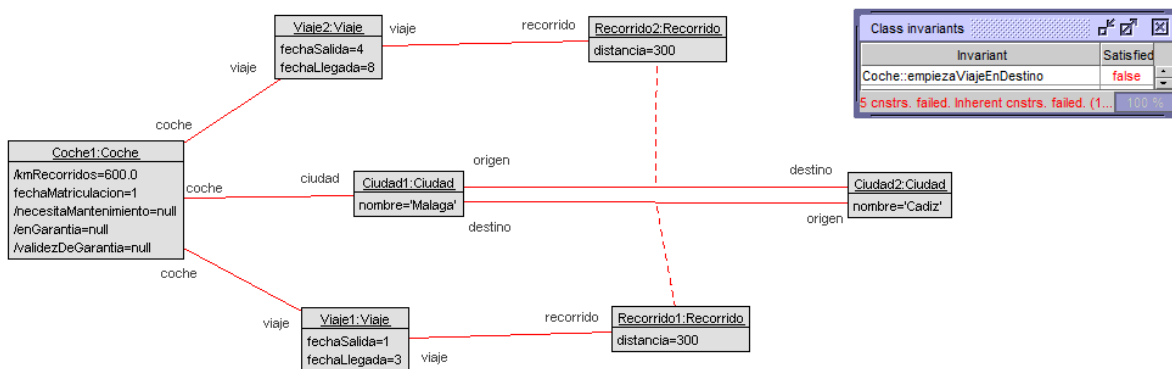 Viaje2:Viaje
fechaSalida=4
fechaLlegada=8
viaje
recorrido
Recorrido2:Recorrido
distancia=300
Class invariants
Invariant
Satisfied
Coche::empiezaViajeEnDestino
false
5 cnstrs. failed. Inherent cnstrs. failed. (1...
100 %
viaje
coche
Coche1:Coche
/kmRecorridos=600.0
fechaMatriculacion=1
/necesitaMantenimiento=null
/enGarantia=null
/validezDeGarantia=null
coche
ciudad
Ciudad1:Ciudad
nombre='Malaga'
origen
destino
destino
origen
Ciudad2:Ciudad
nombre='Cadiz'
coche
viaje
Viaje1:Viaje
fechaSalida=1
fechaLlegada=3
viaje
recorrido
Recorrido1:Recorrido
distancia=300